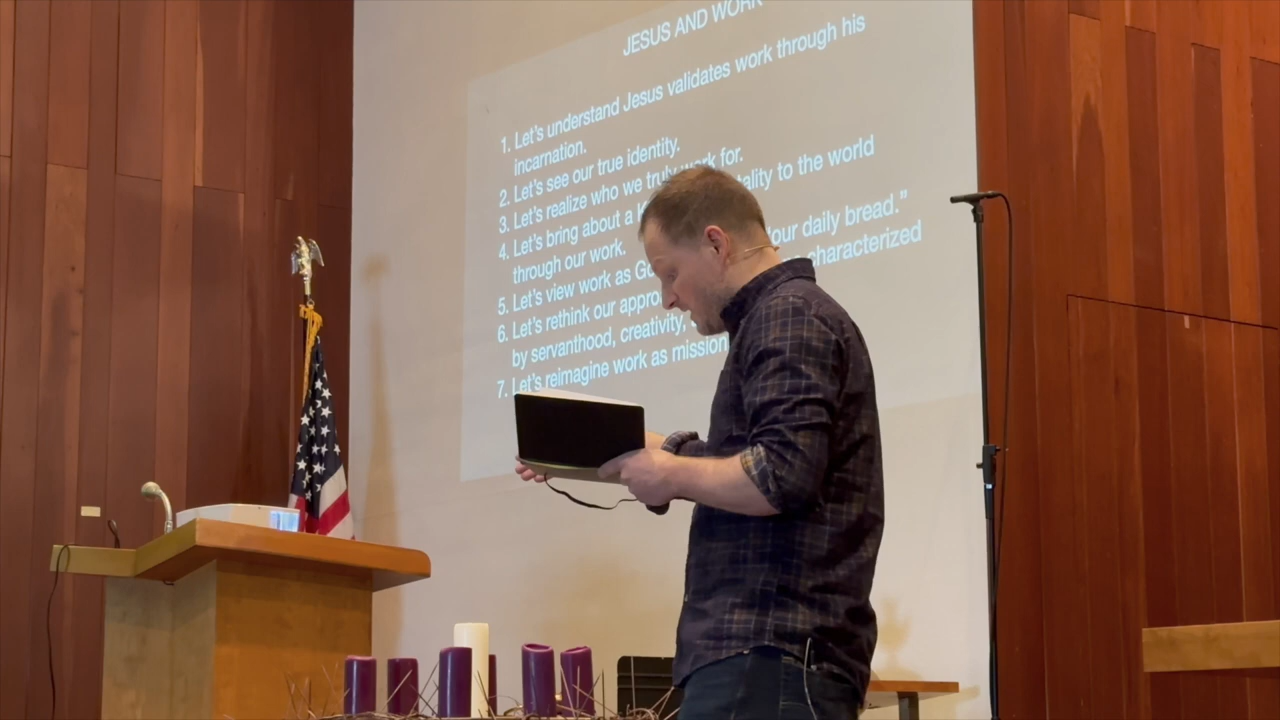 JESUS AND WORK
1. Let's understand Jesus validates work through his
incarnation.
2. Let's see our true identity.
3. Let's realize who we truly work for.
4. Let's bring about a to the world
through our work.
5. Let's view work as our daily bread.”
6. Let's rethink our characterized
by servanthood, creativity,
7. Let's reimagine work as mission